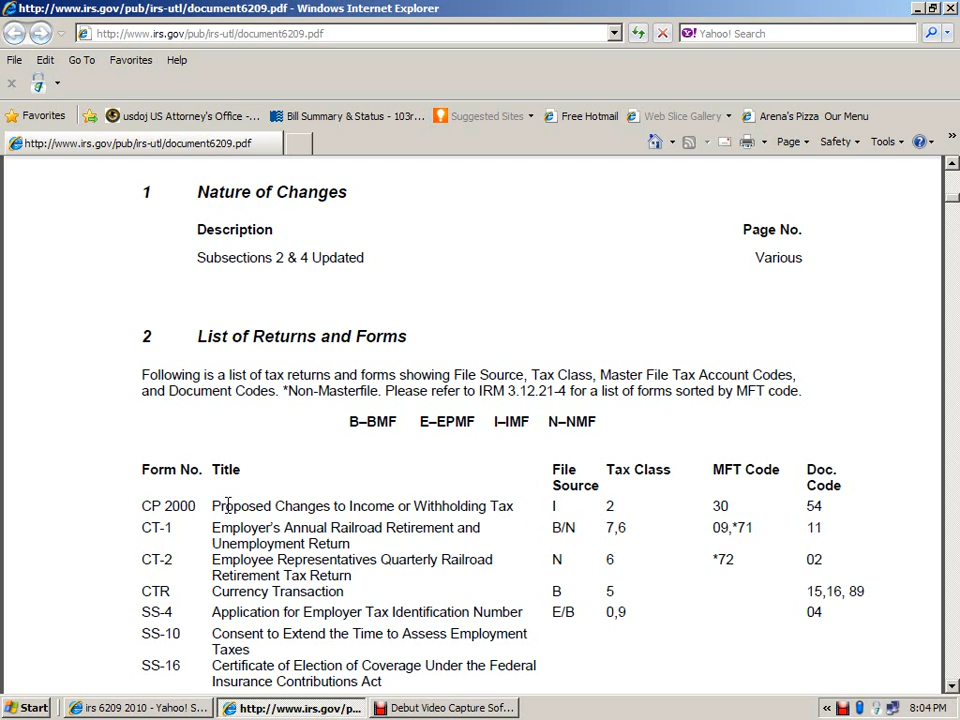 http://www.irs.gov/pub/irs-utl/document6209.pdf - Windows Internet Explorer
http://www.irs.gov/pub/irs-utl/document6209.pdf
Yahoo! Search
File Edit Go To Favorites Help
Favorites usdoj US Attorney's Office -... Bill Summary & Status - 103r... Suggested Sites Free Hotmail Web Slice Gallery Arena's Pizza Our Menu
http://www.irs.gov/pub/irs-utl/document6209.pdf Page Safety Tools
1 Nature of Changes
Description Page No.
Subsections 2 & 4 Updated Various
2 List of Returns and Forms
Following is a list of tax returns and forms showing File Source, Tax Class, Master File Tax Account Codes,
and Document Codes. *Non-Masterfile. Please refer to IRM 3.12.21-4 for a list of forms sorted by MFT code.
B–BMF E–EPMF I–IMF N–NMF
Form No. Title File Source Tax Class MFT Code Doc. Code
CP 2000 Proposed Changes to Income or Withholding Tax I 2 30 54
CT-1 Employer's Annual Railroad Retirement and B/N 7,6 09,*71 11
Unemployment Return
CT-2 Employee Representatives Quarterly Railroad N 6 *72 02
Retirement Tax Return
CTR Currency Transaction B 5 15,16, 89
SS-4 Application for Employer Tax Identification Number E/B 0,9 04
SS-10 Consent to Extend the Time to Assess Employment
Taxes
SS-16 Certificate of Election of Coverage Under the Federal
Insurance Contributions Act
Start irs 6209 2010 - Yahoo! S... http://www.irs.gov/p... Debut Video Capture Sof... 8:04 PM